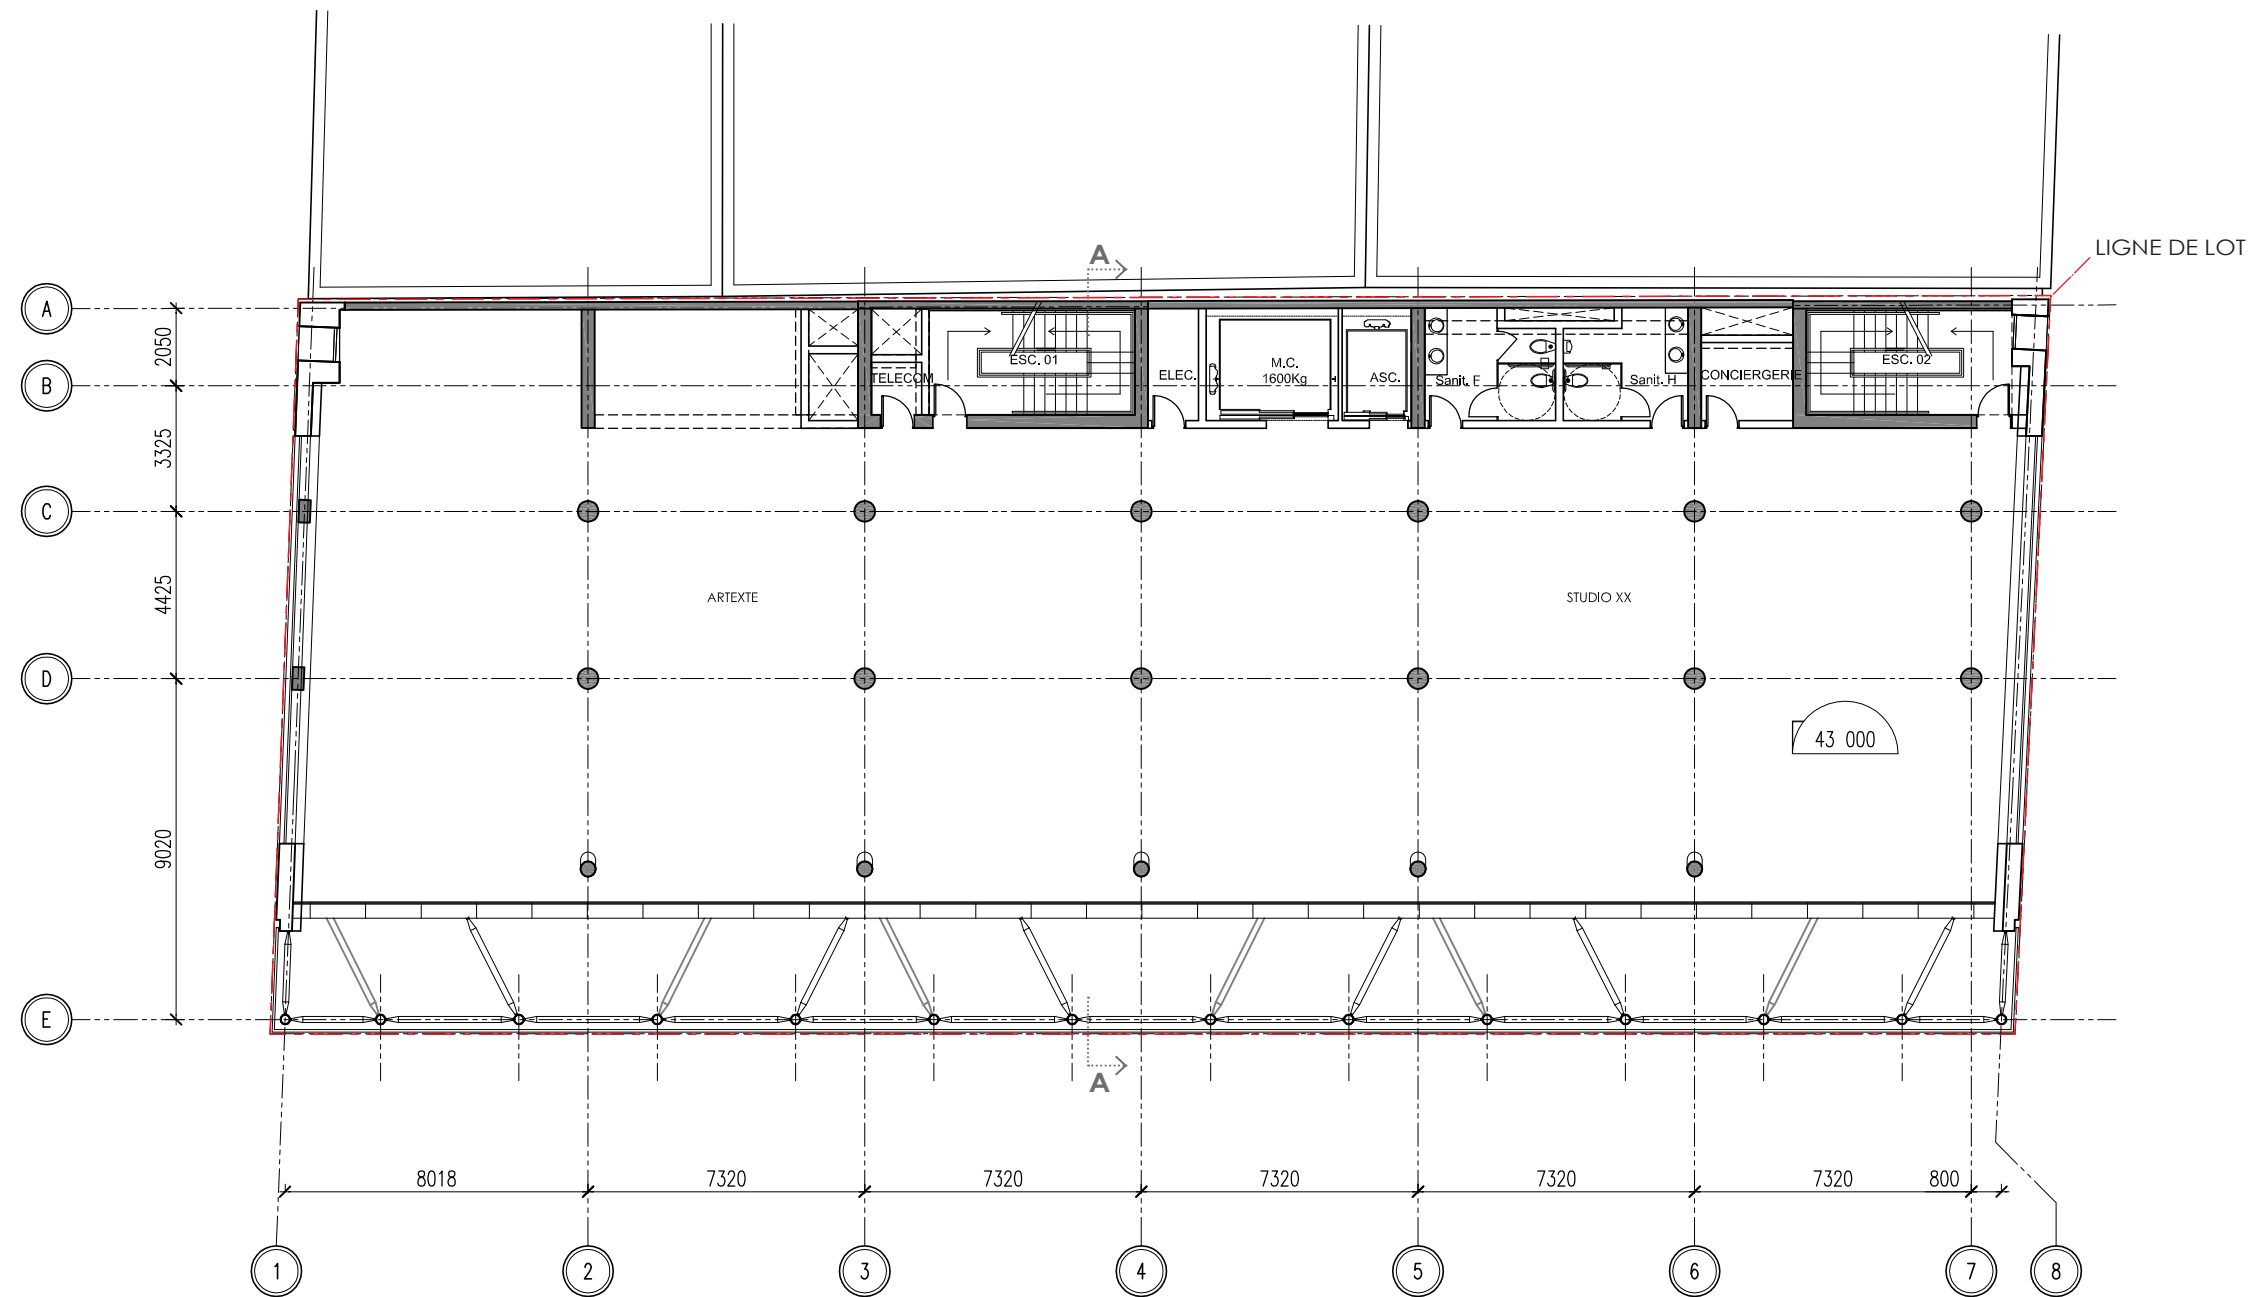 LIGNE DE LOT
A
A
2050
B
ESC. 01
TELECOM
ELEC.
M.C.
1600Kg
ASC.
Sanit. F
Sanit. H
CONCIERGERIE
ESC. 02
3325
C
4425
ARTEXTE
STUDIO XX
D
43 000
9020
E
A
8018
7320
7320
7320
7320
7320
800
1
2
3
4
5
6
7
8